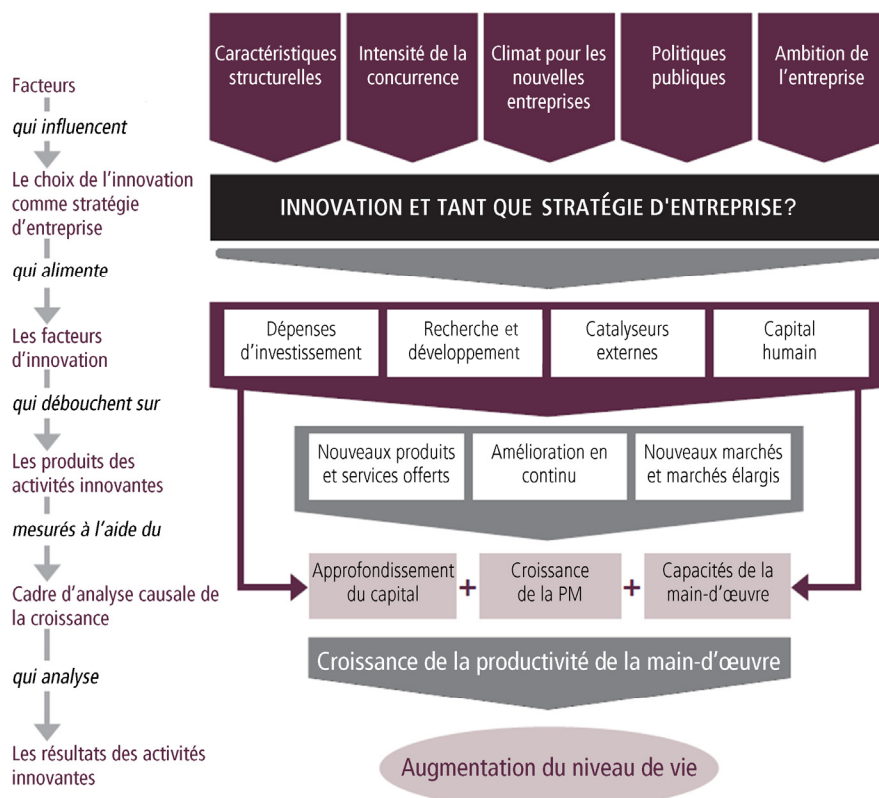 Caractéristiques
structurelles
Intensité de la
concurrence
Climat pour les
nouvelles
entreprises
Politiques
publiques
Ambition de
l'entreprise
Facteurs
qui influencent
Le choix de l'innovation
comme stratégie
d'entreprise
INNOVATION ET TANT QUE STRATÉGIE D'ENTREPRISE?
qui alimente
Les facteurs
d'innovation
Dépenses
d'investissement
Recherche et
développement
Catalyseurs
externes
Capital
humain
qui débouchent sur
Les produits des
activités innovantes
Nouveaux produits
et services offerts
Amélioration en
continu
Nouveaux marchés
et marchés élargis
mesurés à l'aide du
Cadre d'analyse causale de
la croissance
Approfondissement
du capital
+
Croissance
de la PM
+
Capacités de la
main-d'œuvre
qui analyse
Croissance de la productivité de la main-d'œuvre
Les résultats des activités
innovantes
Augmentation du niveau de vie